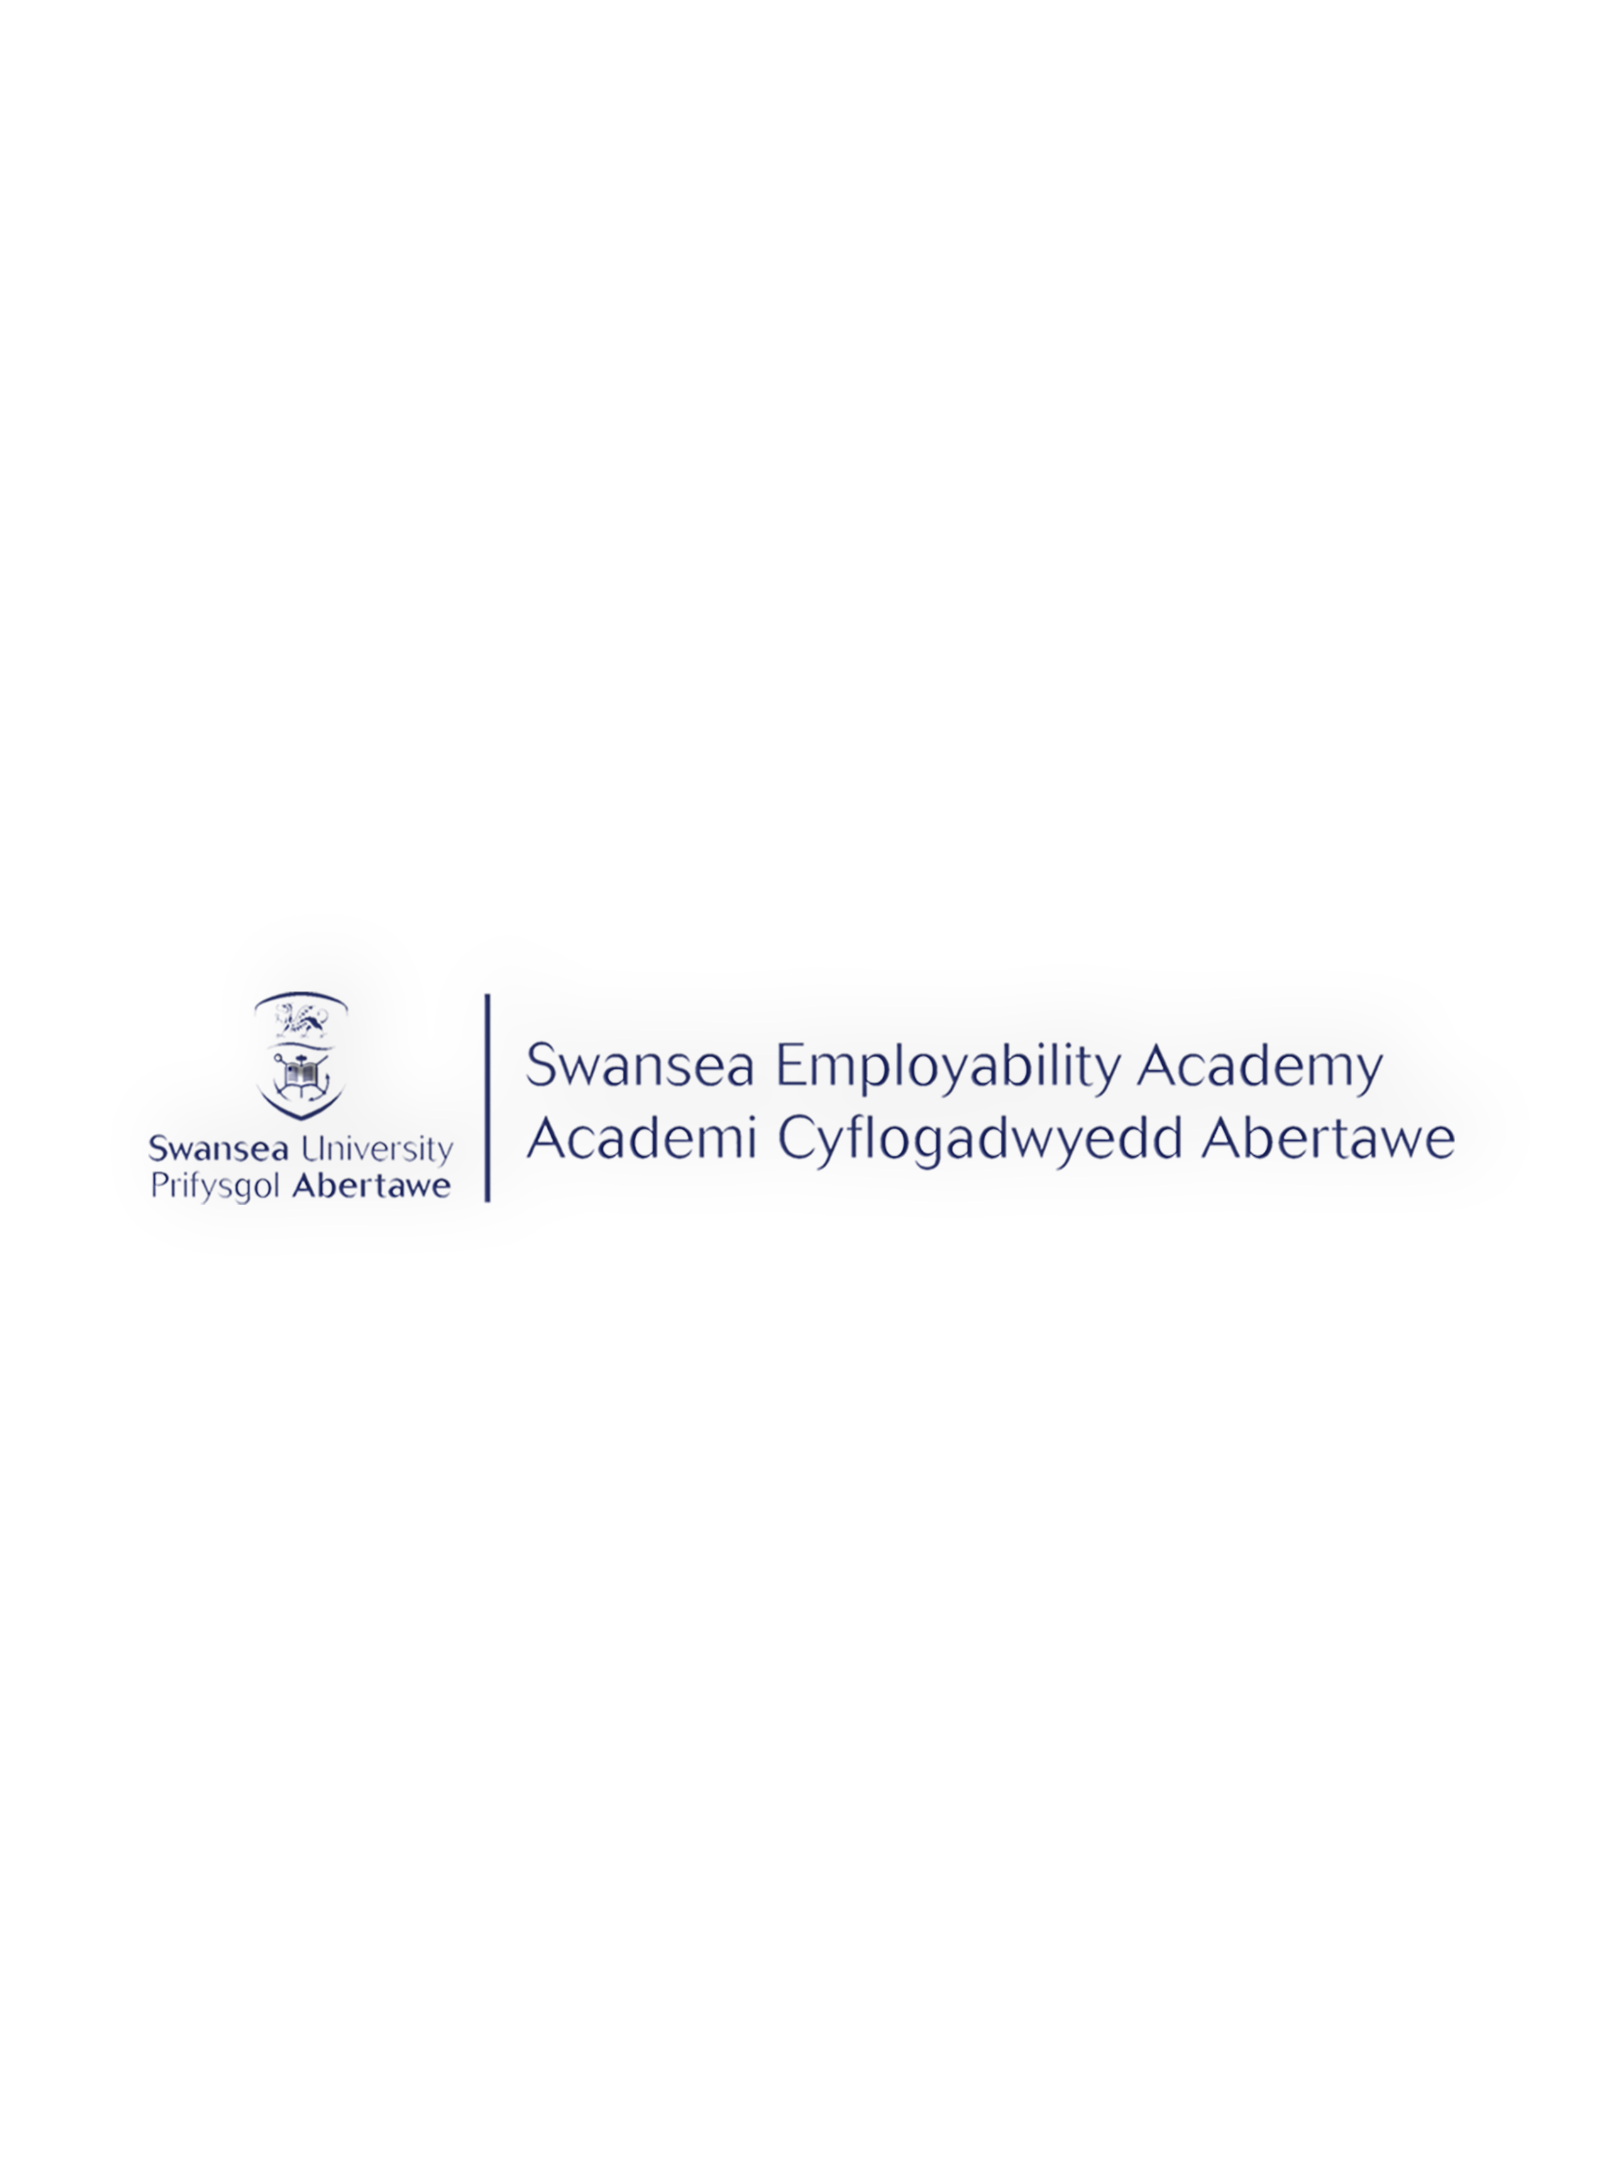 Swansea University
Prifysgol Abertawe
Swansea Employability Academy
Academi Cyflogadwyedd Abertawe